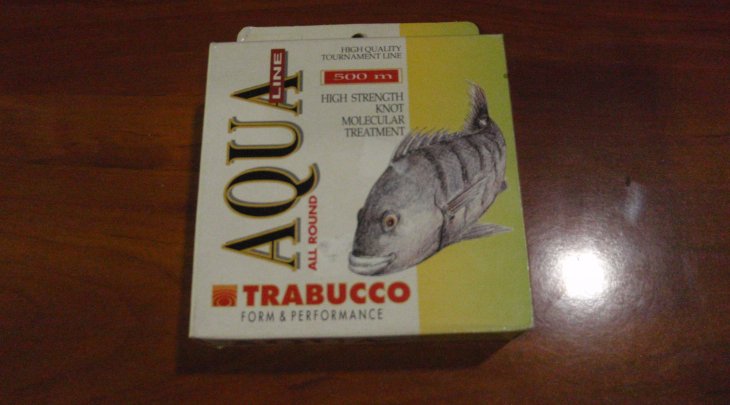 AQUA
LINE
ALL ROUND
HIGH QUALITY
TOURNAMENT LINE
500 m
HIGH STRENGTH
KNOT
MOLECULAR
TREATMENT
TRABUCCO
FORM & PERFORMANCE